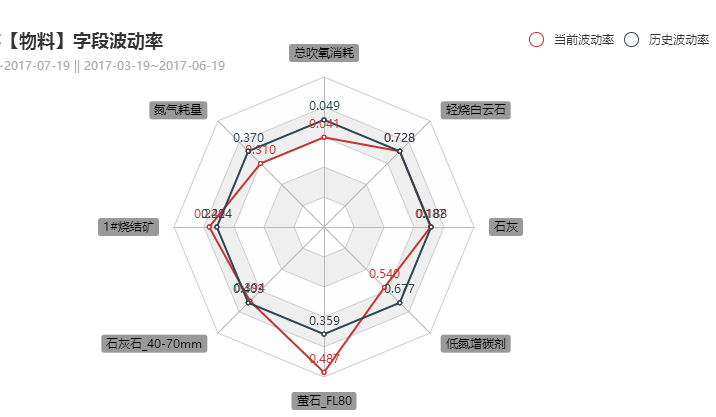 【物料】字段波动率
~2017-07-19 || 2017-03-19~2017-06-19
当前波动率
历史波动率
总吹氧消耗
氮气耗量
轻烧白云石
0.049
0.041
0.370
0.310
0.728
1#烧结矿
石灰
0.540
0.677
0.359
石灰石_40-70mm
低氮增碳剂
0.487
萤石_FL80